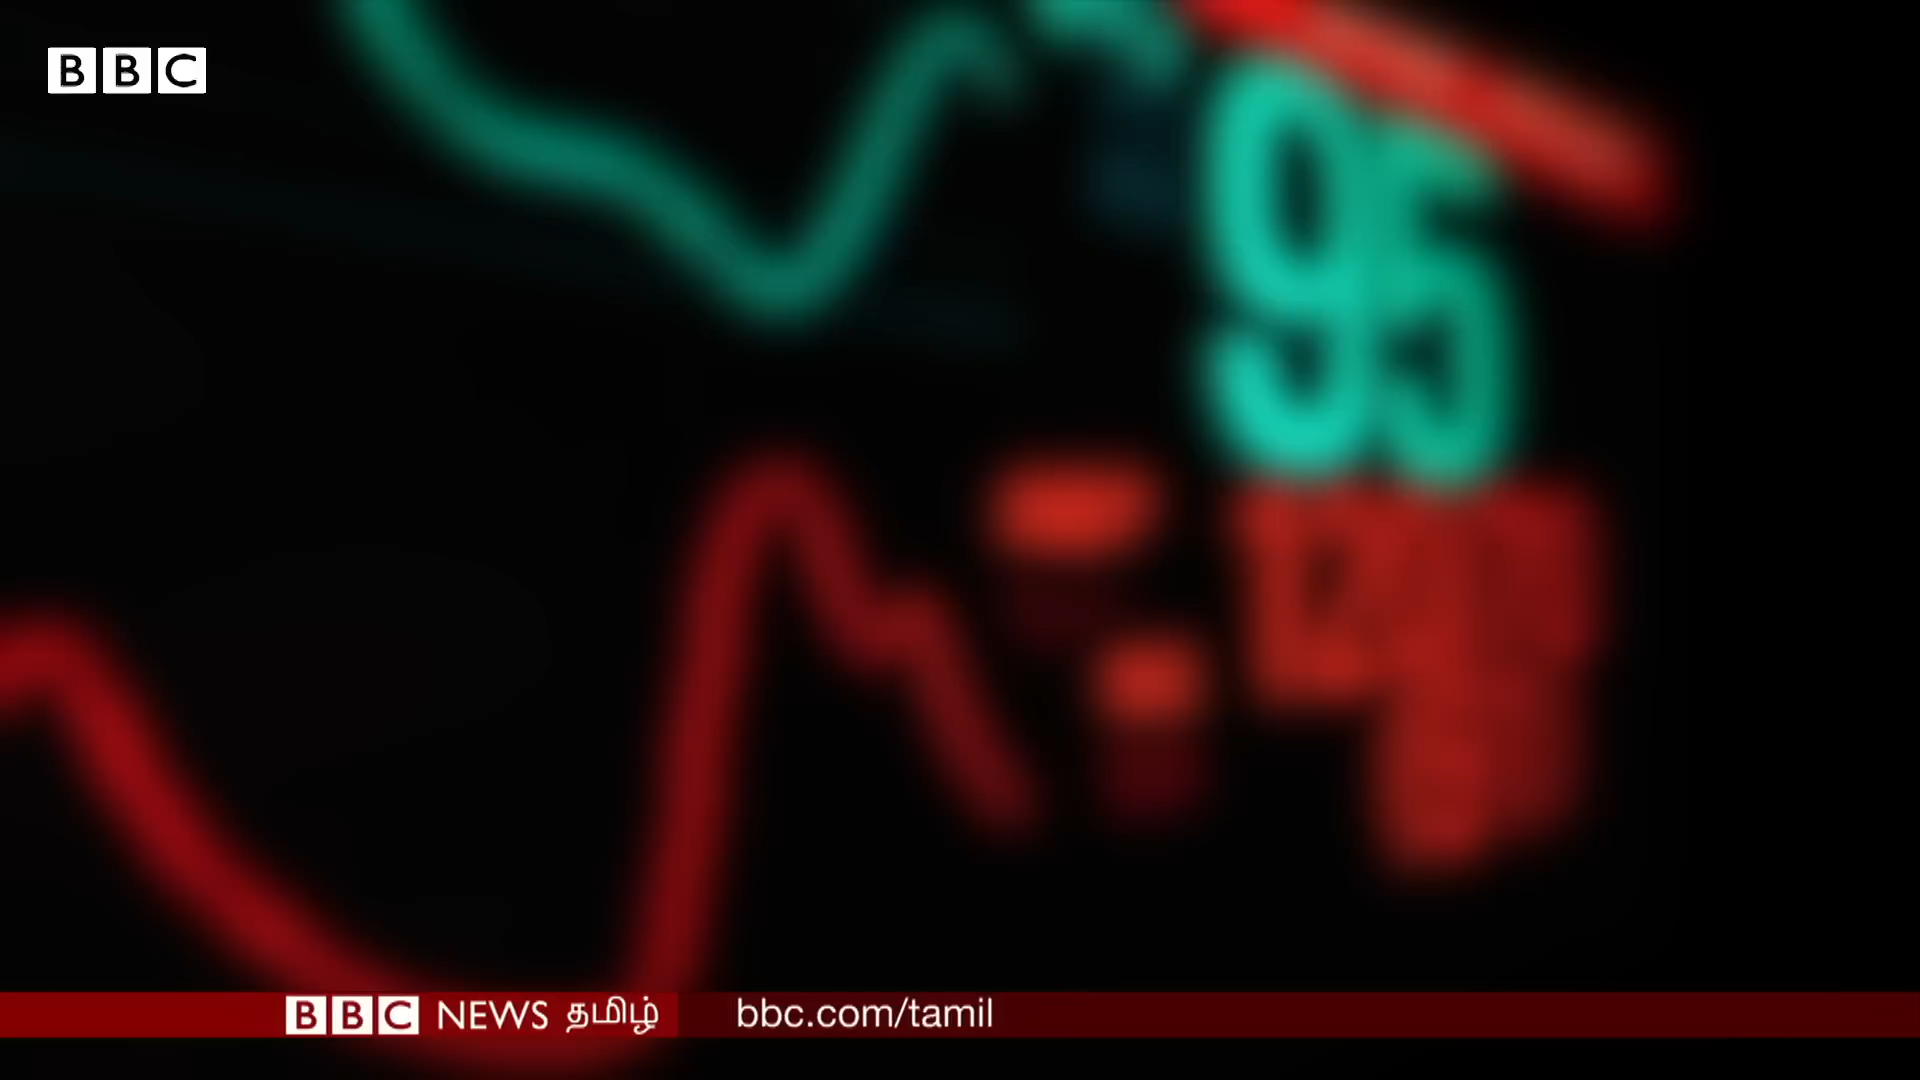 BBC
95
BBC NEWS தமிழ் bbc.com/tamil